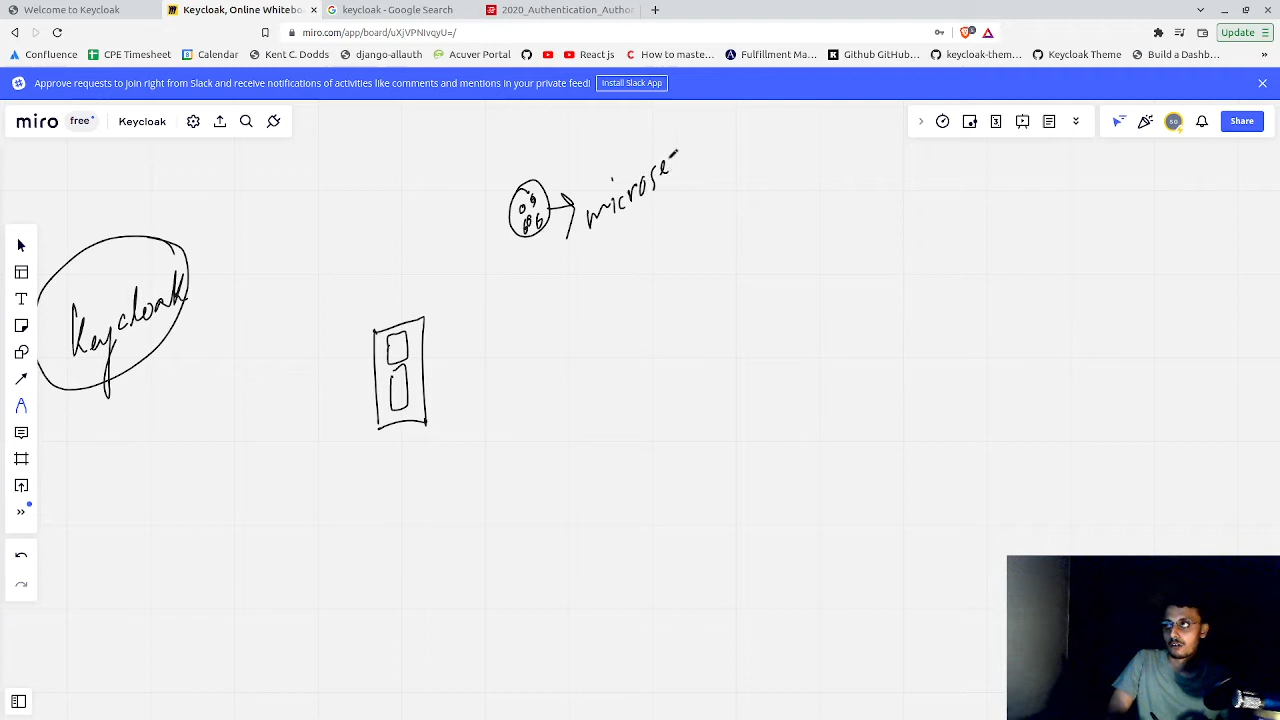 Welcome to Keycloak
Keycloak, Online Whitebo
keycloak - Google Search
2020_Authentication_Author
miro.com/app/board/uXjVPNIvqyU=/
Update
Confluence
CPE Timesheet
Calendar
Kent C. Dodds
django-allauth
Acuver Portal
React js
How to maste...
Fulfillment Ma...
Github GitHub...
keycloak-them...
Keycloak Theme
Build a Dashb...
Approve requests to join right from Slack and receive notifications of activities like comments and mentions in your private feed!
Install Slack App
miro
free
Keycloak
Share
microse
Keycloak